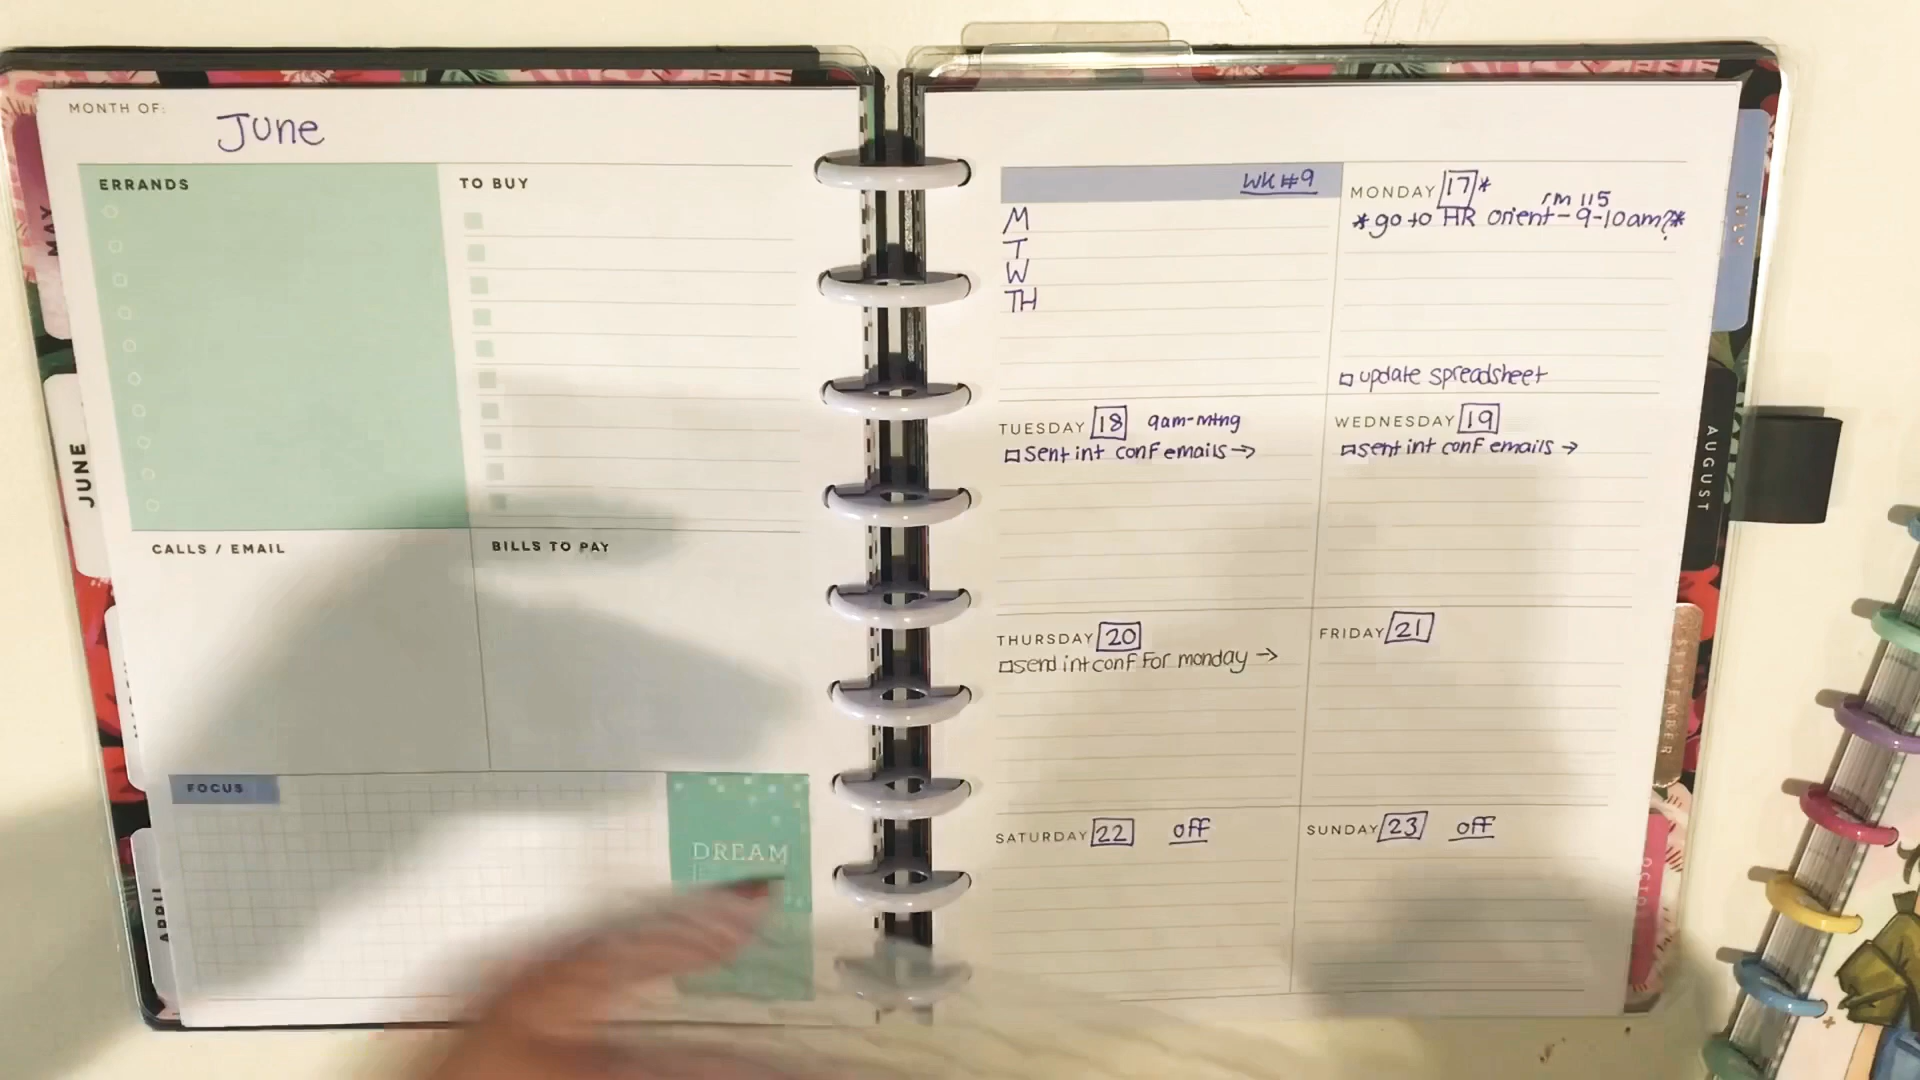 MONTH OF:
June
ERRANDS
TO BUY
CALLS / EMAIL
BILLS TO PAY
FOCUS
DREAM
MAY
JUNE
APRIL
WK #9
M
T
W
TH
MONDAY 17*
rm 115
*go to HR orient - 9-10am?*
□ update spreadsheet
TUESDAY 18 9am-mtng
□ sent int conf emails →
WEDNESDAY 19
□ sent int conf emails →
THURSDAY 20
□ send int conf for monday →
FRIDAY 21
SATURDAY 22 off
SUNDAY 23 off
JULY
AUGUST
SEPTEMBER